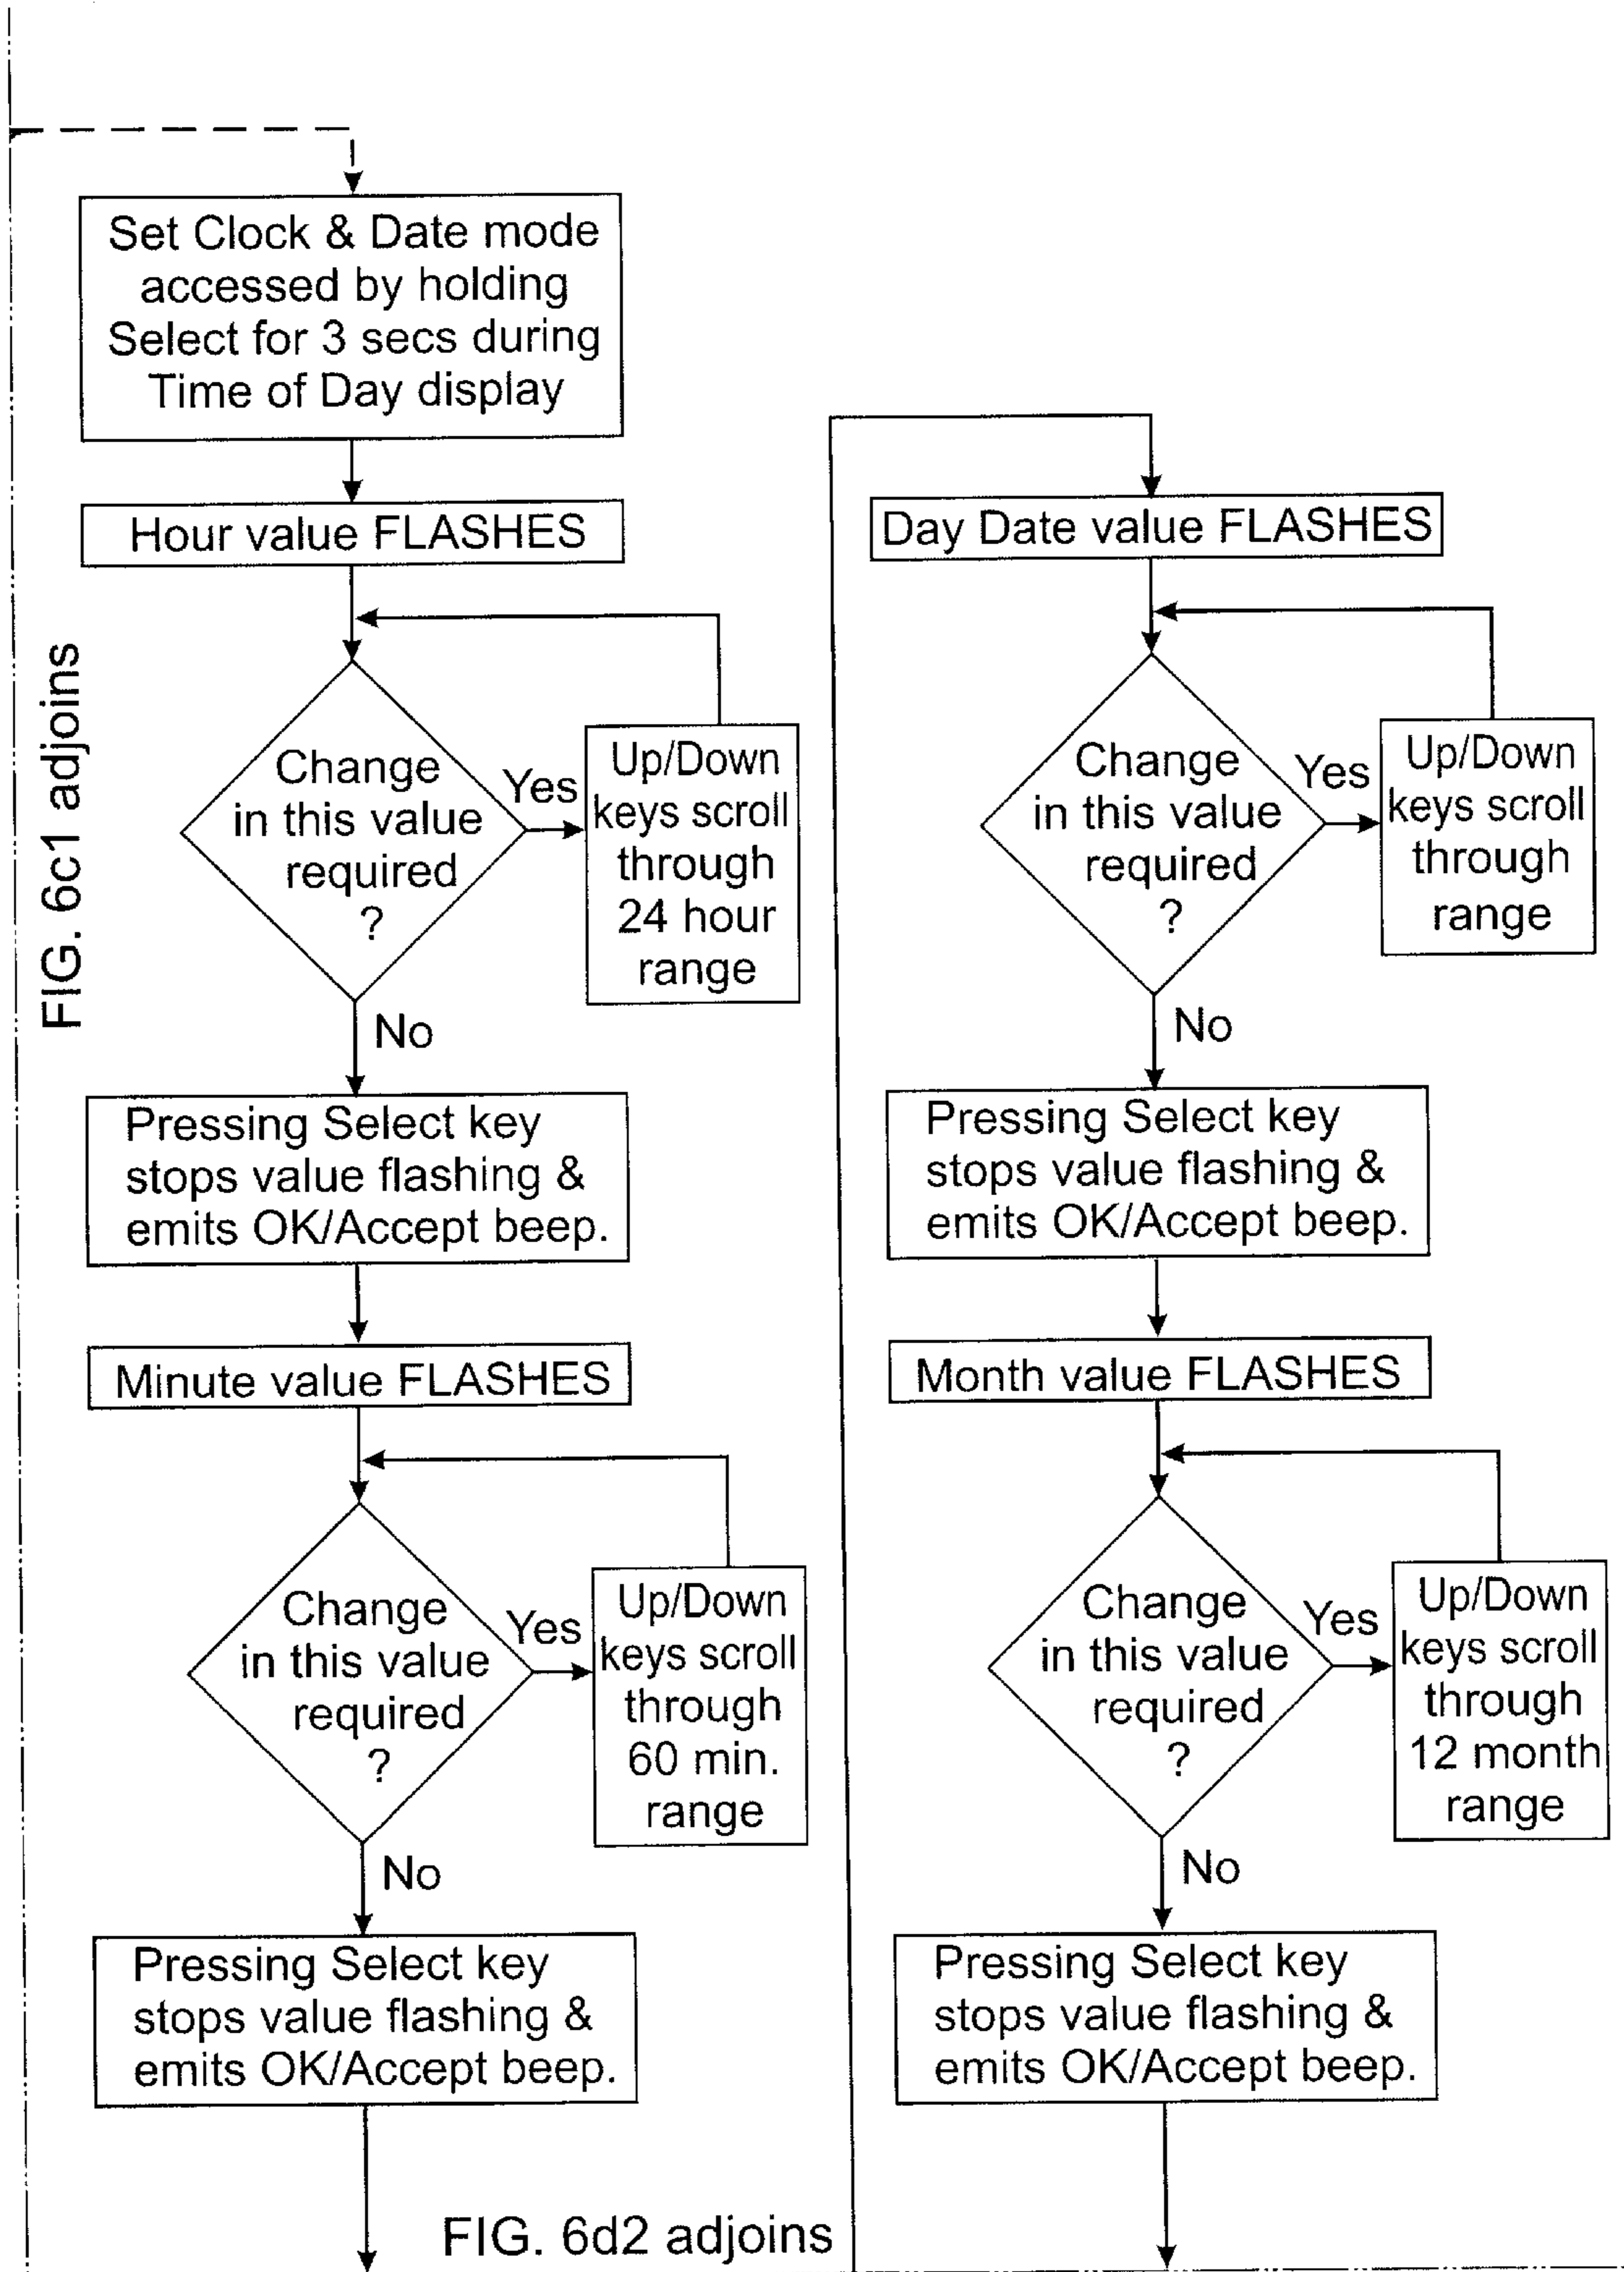 FIG. 6c1 adjoins
Set Clock & Date mode
accessed by holding
Select for 3 secs during
Time of Day display
Hour value FLASHES
Change
in this value
required
?
Yes
Up/Down
keys scroll
through
24 hour
range
No
Pressing Select key
stops value flashing &
emits OK/Accept beep.
Minute value FLASHES
Change
in this value
required
?
Yes
Up/Down
keys scroll
through
60 min.
range
No
Pressing Select key
stops value flashing &
emits OK/Accept beep.
FIG. 6d2 adjoins
Day Date value FLASHES
Change
in this value
required
?
Yes
Up/Down
keys scroll
through
range
No
Pressing Select key
stops value flashing &
emits OK/Accept beep.
Month value FLASHES
Change
in this value
required
?
Yes
Up/Down
keys scroll
through
12 month
range
No
Pressing Select key
stops value flashing &
emits OK/Accept beep.